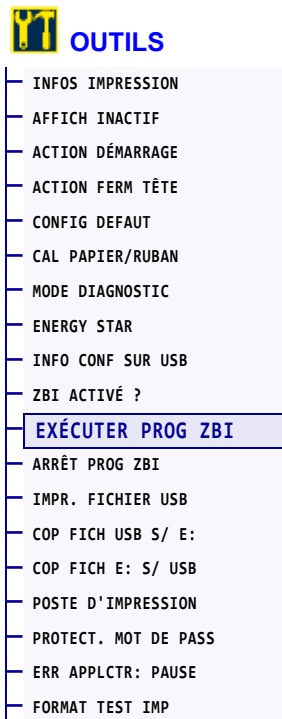 OUTILS
INFOS IMPRESSION
AFFICH INACTIF
ACTION DÉMARRAGE
ACTION FERM TÊTE
CONFIG DEFAUT
CAL PAPIER/RUBAN
MODE DIAGNOSTIC
ENERGY STAR
INFO CONF SUR USB
ZBI ACTIVÉ ?
EXÉCUTER PROG ZBI
ARRÊT PROG ZBI
IMPR. FICHIER USB
COP FICH USB S/ E:
COP FICH E: S/ USB
POSTE D'IMPRESSION
PROTECT. MOT DE PASS
ERR APPLCTR: PAUSE
FORMAT TEST IMP